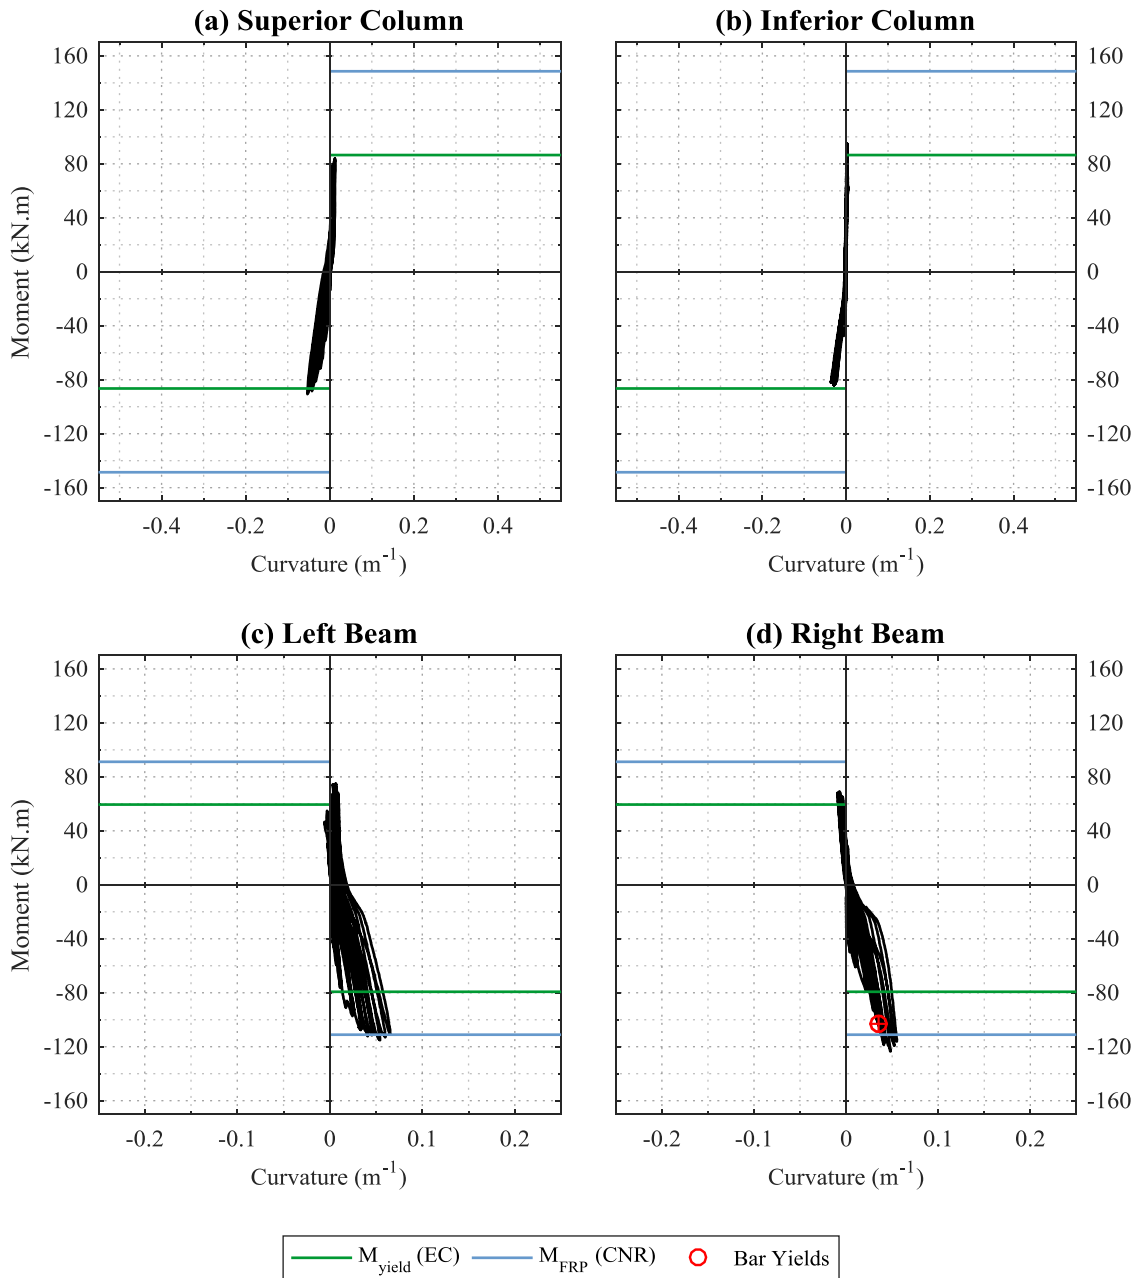 (a) Superior Column
(b) Inferior Column
160
120
80
40
0
-40
-80
-120
-160
Moment (kN.m)
-0.4 -0.2 0 0.2 0.4
Curvature (m⁻¹)
-0.4 -0.2 0 0.2 0.4
Curvature (m⁻¹)
160
120
80
40
0
-40
-80
-120
-160
(c) Left Beam
(d) Right Beam
160
120
80
40
0
-40
-80
-120
-160
Moment (kN.m)
-0.2 -0.1 0 0.1 0.2
Curvature (m⁻¹)
-0.2 -0.1 0 0.1 0.2
Curvature (m⁻¹)
160
120
80
40
0
-40
-80
-120
-160
M_yield (EC) M_FRP (CNR) Bar Yields